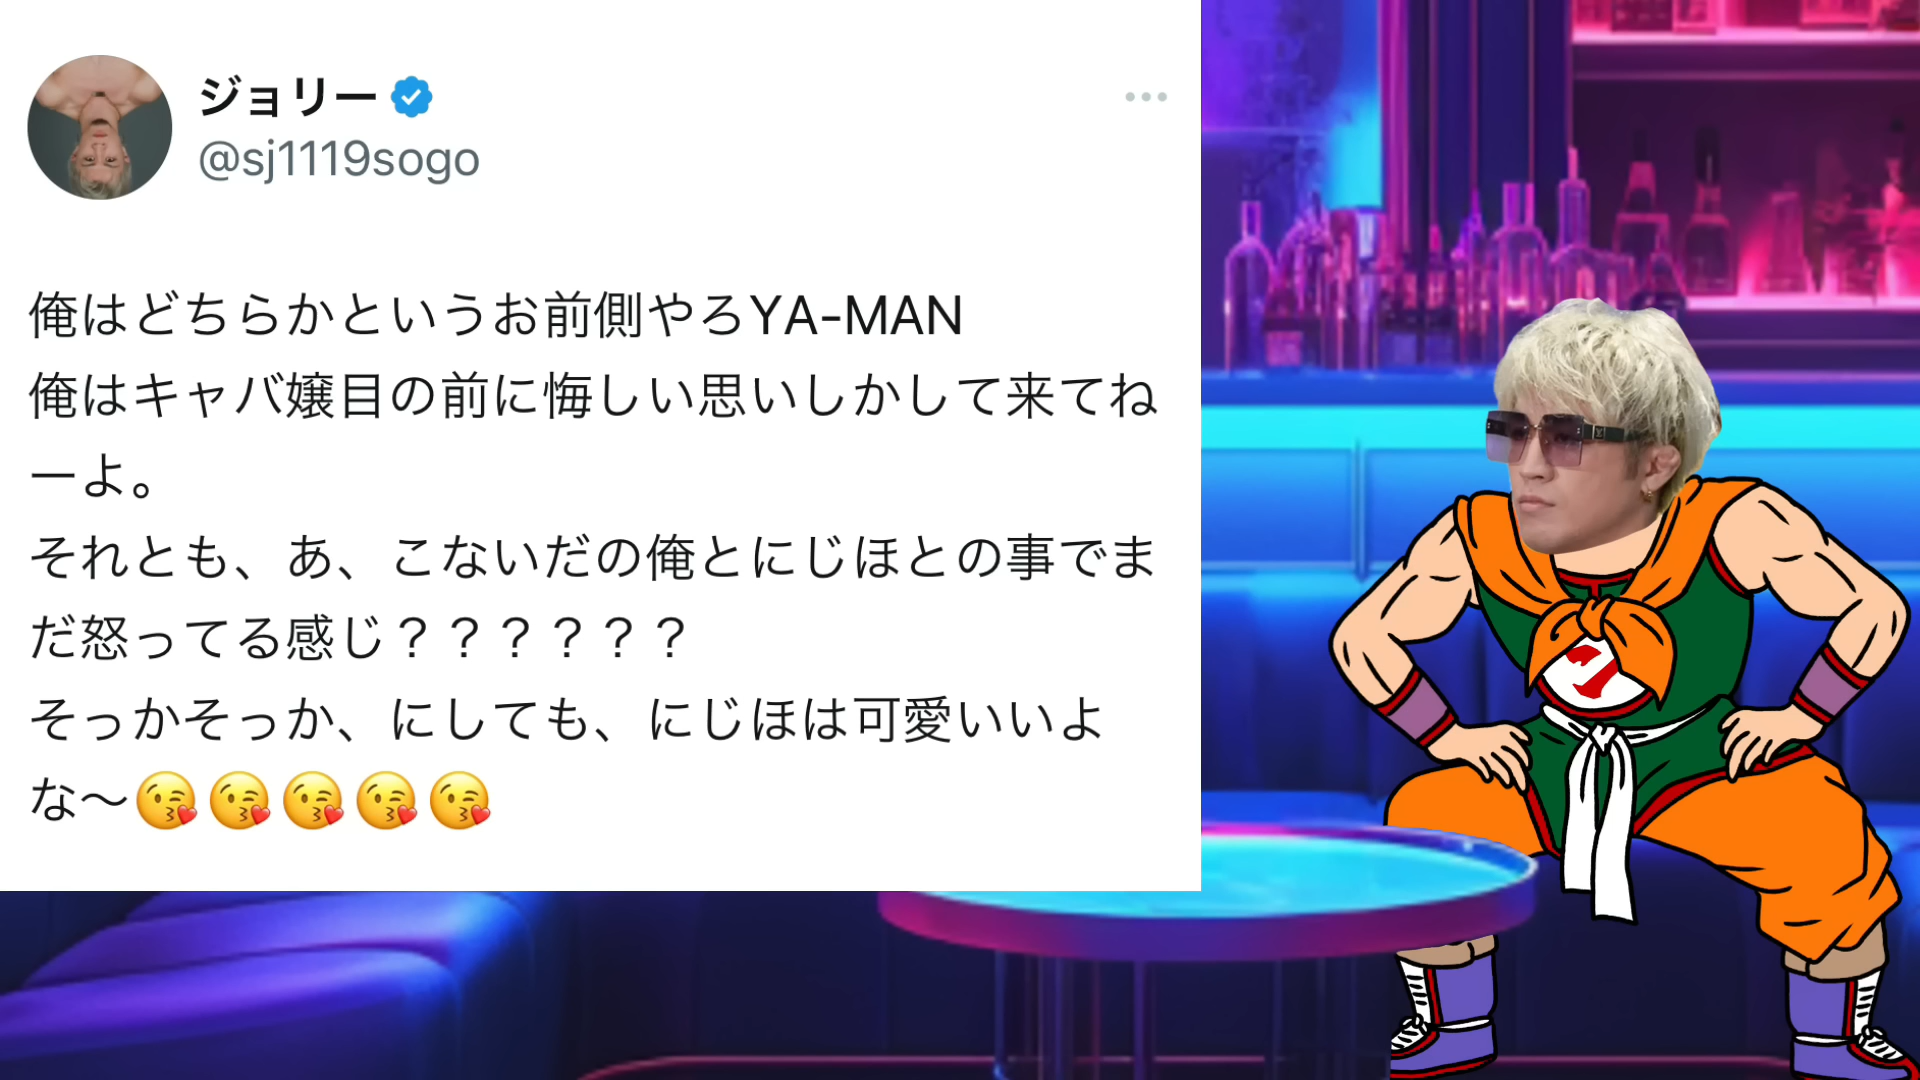 ジョリー
@sj1119sogo
俺はどちらかというお前側やろYA-MAN
俺はキャバ嬢目の前に悔しい思いしかして来てね
ーよ。
それとも、あ、こないだの俺とにじほとの事でま
だ怒ってる感じ？？？？？？
そっかそっか、にしても、にじほは可愛いいよ
な〜😘😘😘😘😘